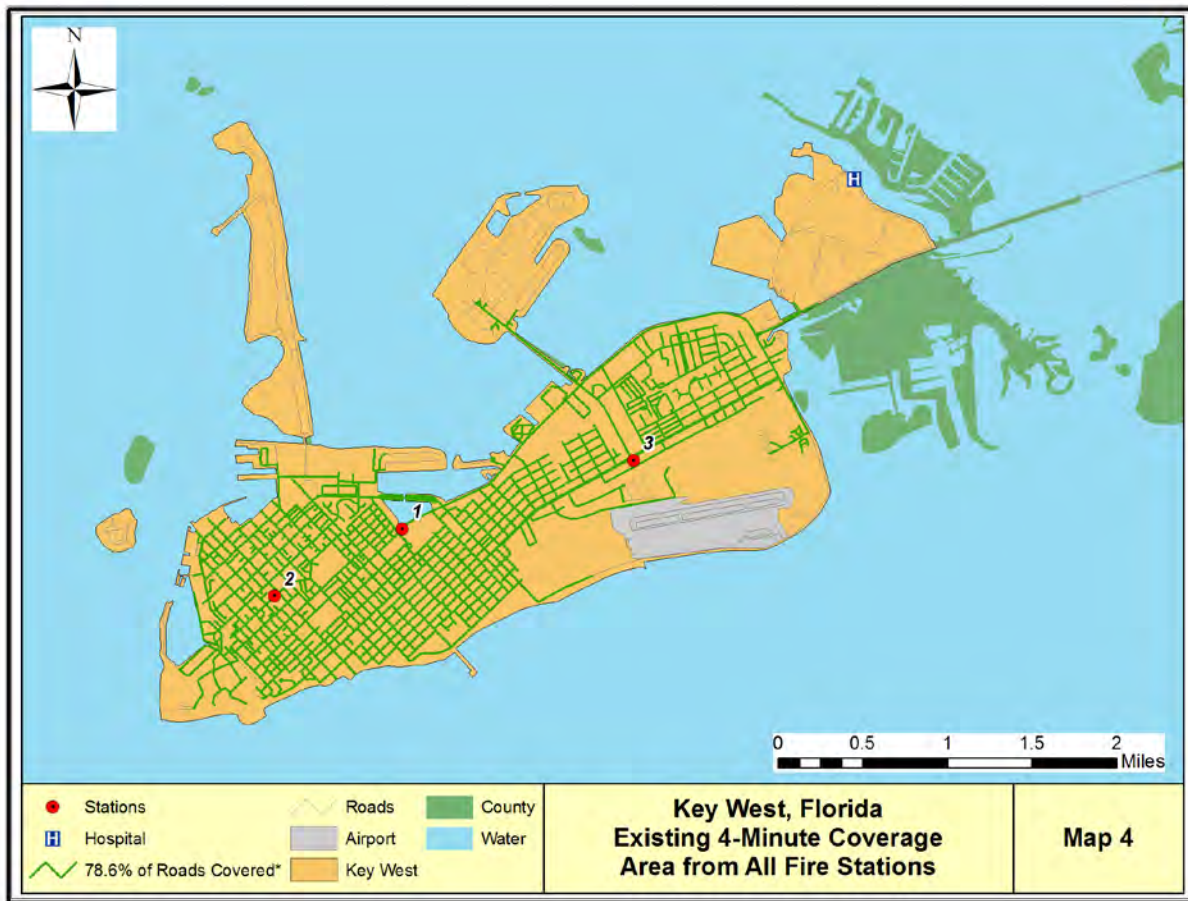 N
H
3
1
2
0 0.5 1 1.5 2
Miles
Stations
Hospital
78.6% of Roads Covered*
Roads
Airport
Key West
County
Water
Key West, Florida
Existing 4-Minute Coverage
Area from All Fire Stations
Map 4